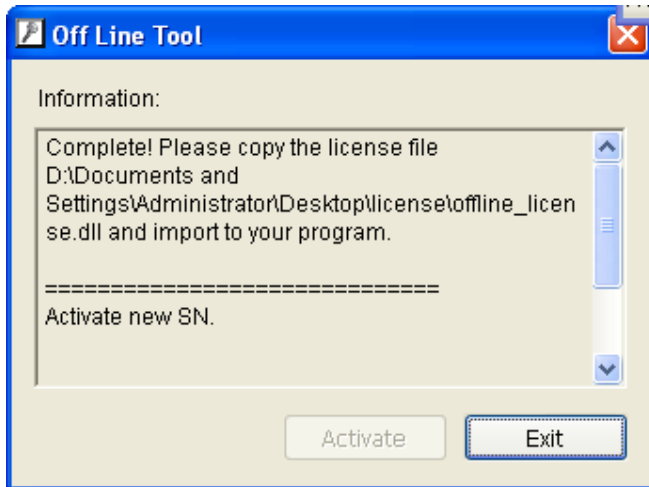 Off Line Tool
Information:
Complete! Please copy the license file
D:\Documents and
Settings\Administrator\Desktop\license\offline_licen
se.dll and import to your program.
==============================
Activate new SN.
Activate
Exit